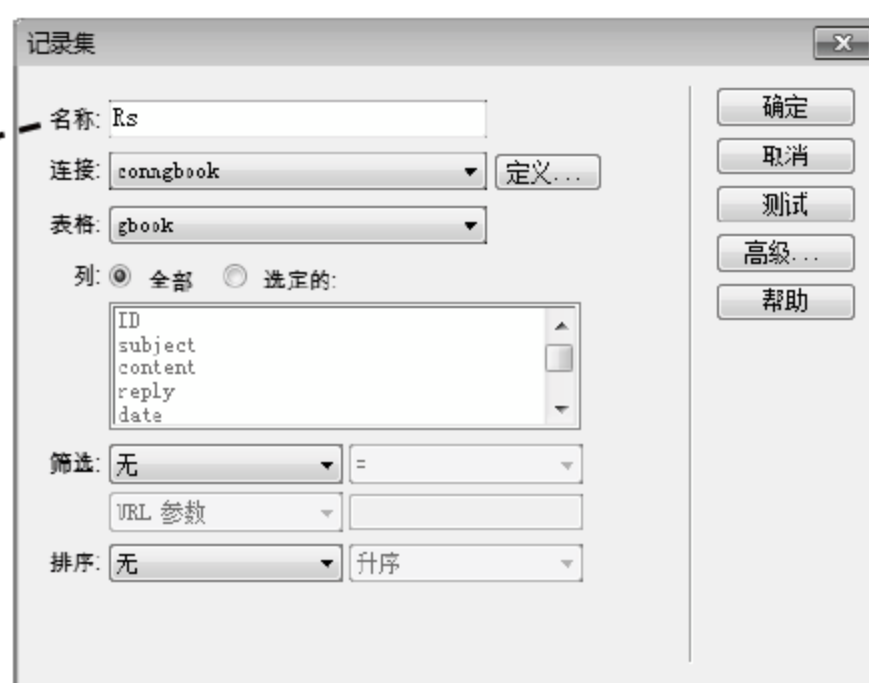 记录集
名称: Rs
连接: conngbook 定义...
表格: gbook
列: 全部 选定的:
ID
subject
content
reply
date
筛选: 无 =
URL 参数
排序: 无 升序
确定
取消
测试
高级...
帮助